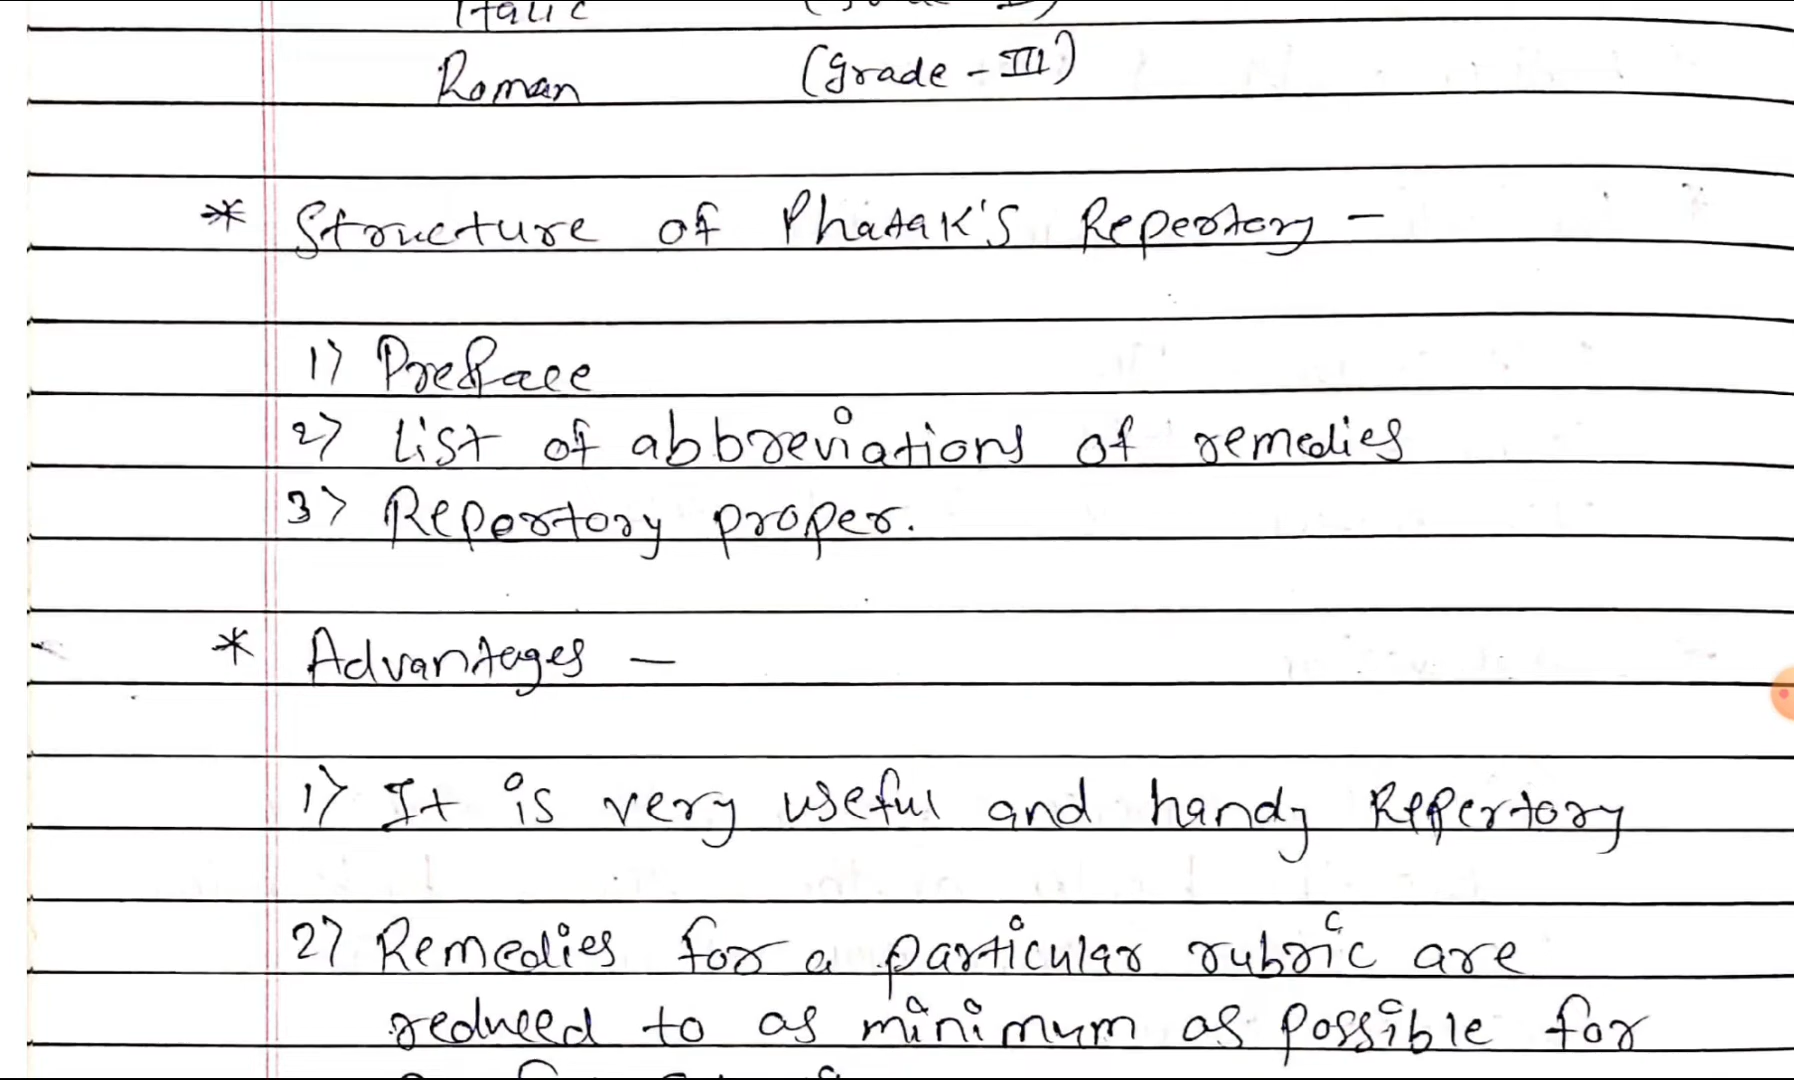 Italic
Roman (Grade - III)
* Structure of Phatak's Repertory -
1) Preface
2) List of abbreviations of remedies
3) Repertory proper.
* Advantages -
1) It is very useful and handy Repertory
2) Remedies for a particular rubric are
reduced to as minimum as possible for